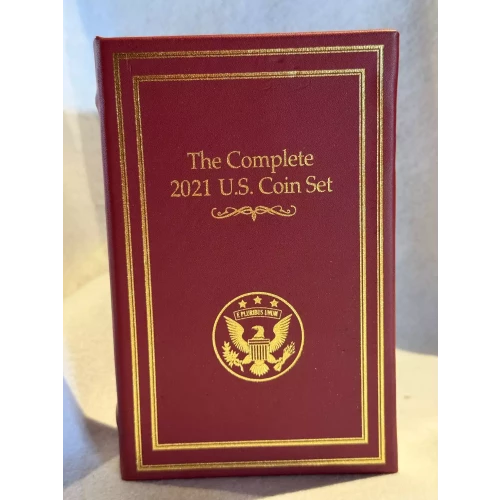 The Complete
2021 U.S. Coin Set
E PLURIBUS UNUM